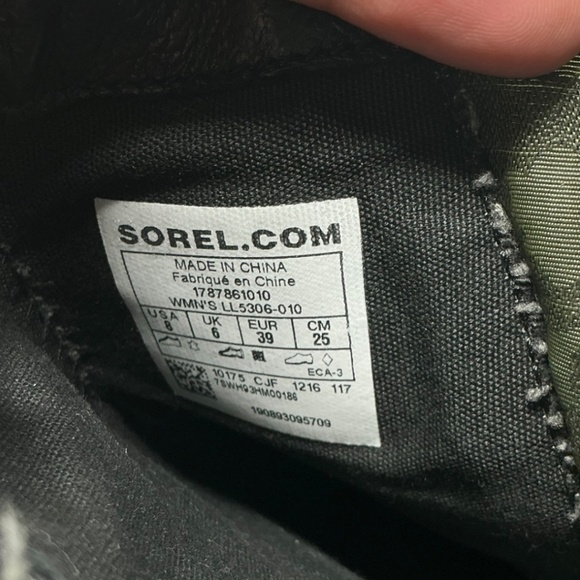 SOREL.COM
MADE IN CHINA
Fabriqué en Chine
1787861010
WMN'S LL5306-010
USA UK EUR CM
8 6 39 25
ECA-3
10175 CJF 1216 117
7SWH93HM00186
190893095709